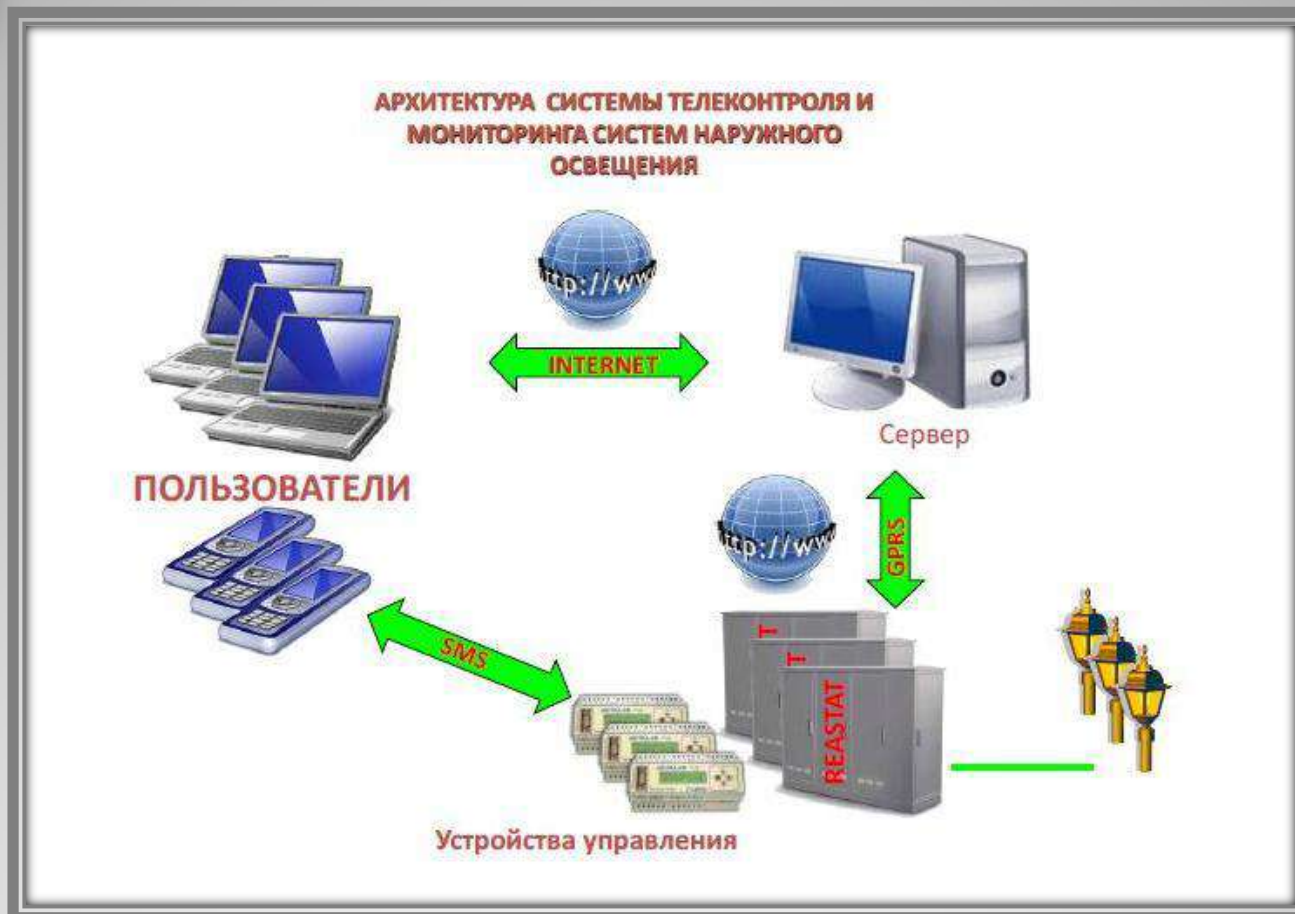 АРХИТЕКТУРА СИСТЕМЫ ТЕЛЕКОНТРОЛЯ И
МОНИТОРИНГА СИСТЕМ НАРУЖНОГО
ОСВЕЩЕНИЯ
http://www
INTERNET
Сервер
ПОЛЬЗОВАТЕЛИ
http://www
GPRS
SMS
T
T
REASTAT
Устройства управления